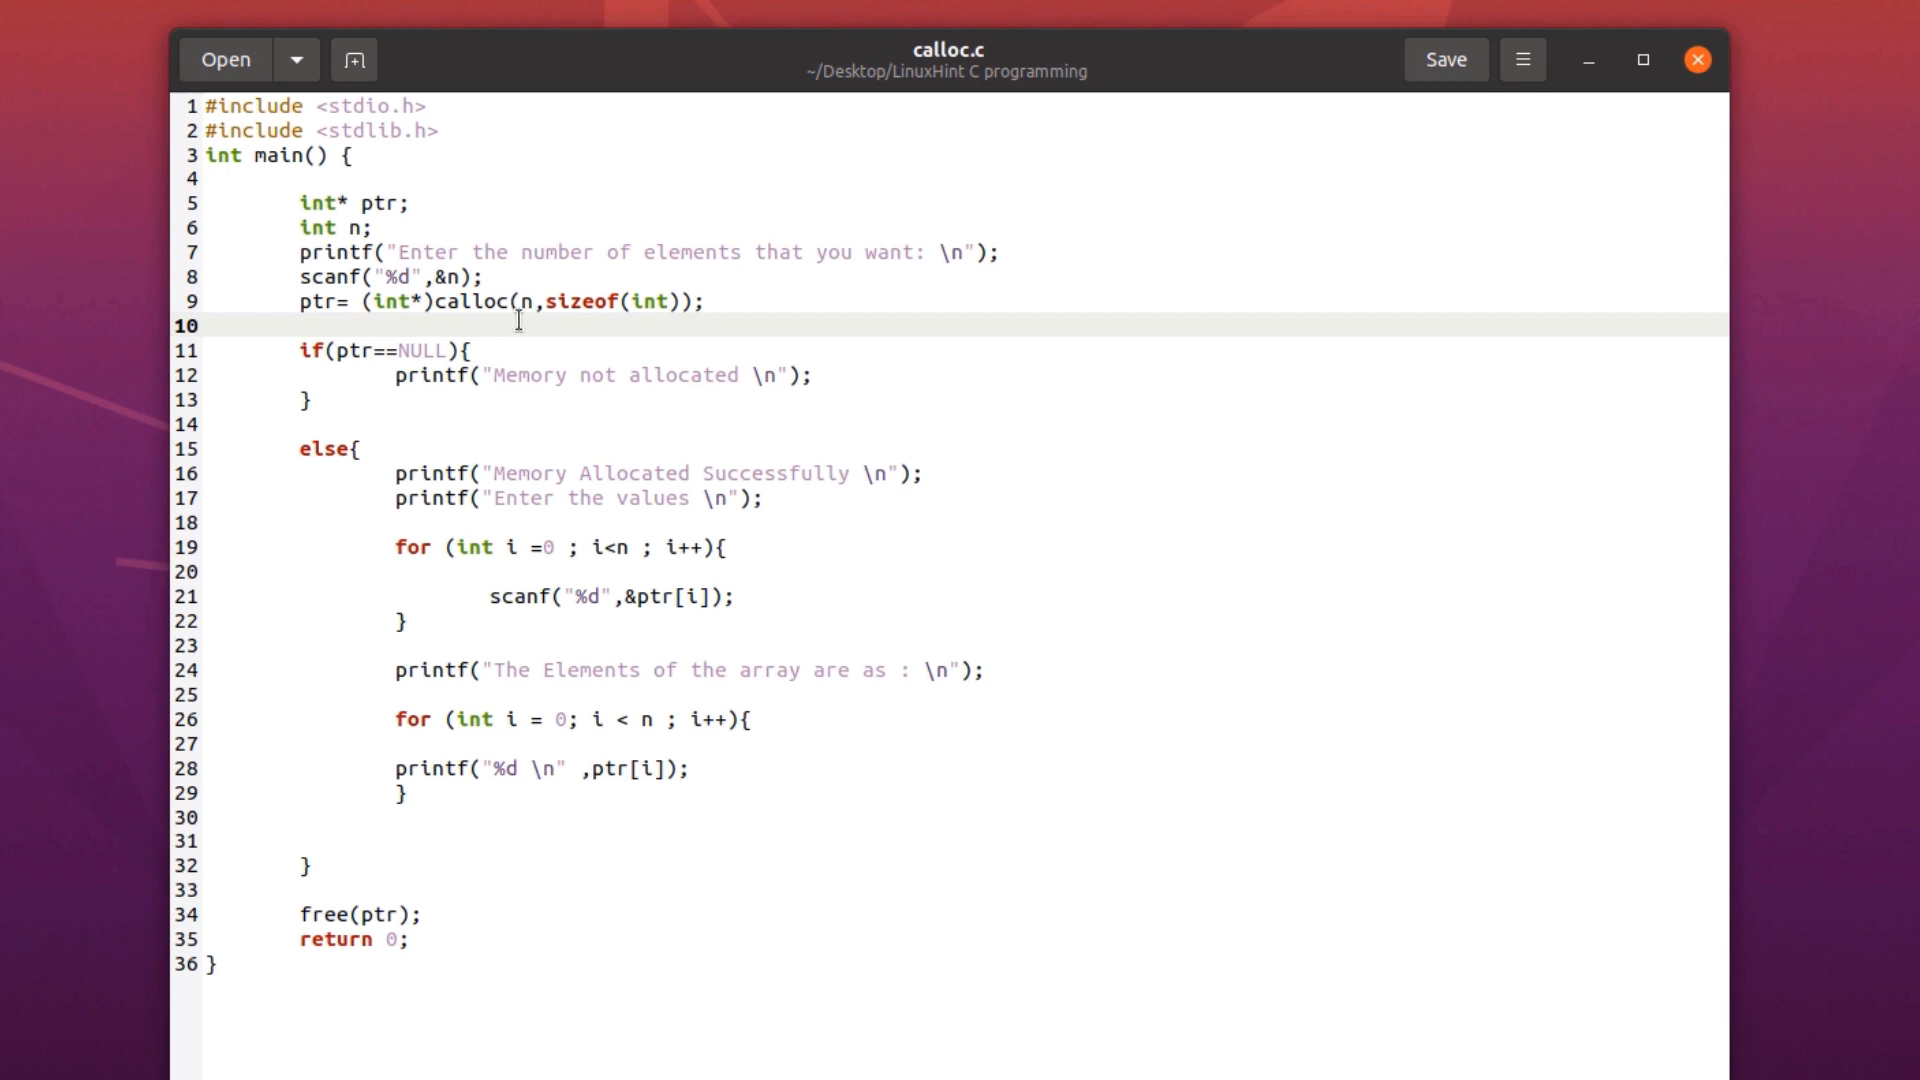 Open
calloc.c
~/Desktop/LinuxHint C programming
Save
1 #include <stdio.h>
2 #include <stdlib.h>
3 int main() {
4
5 int* ptr;
6 int n;
7 printf("Enter the number of elements that you want: \n");
8 scanf("%d",&n);
9 ptr= (int*)calloc(n,sizeof(int));
10
11 if(ptr==NULL){
12 printf("Memory not allocated \n");
13 }
14
15 else{
16 printf("Memory Allocated Successfully \n");
17 printf("Enter the values \n");
18
19 for (int i =0 ; i<n ; i++){
20
21 scanf("%d",&ptr[i]);
22 }
23
24 printf("The Elements of the array are as : \n");
25
26 for (int i = 0; i < n ; i++){
27
28 printf("%d \n" ,ptr[i]);
29 }
30
31
32 }
33
34 free(ptr);
35 return 0;
36 }